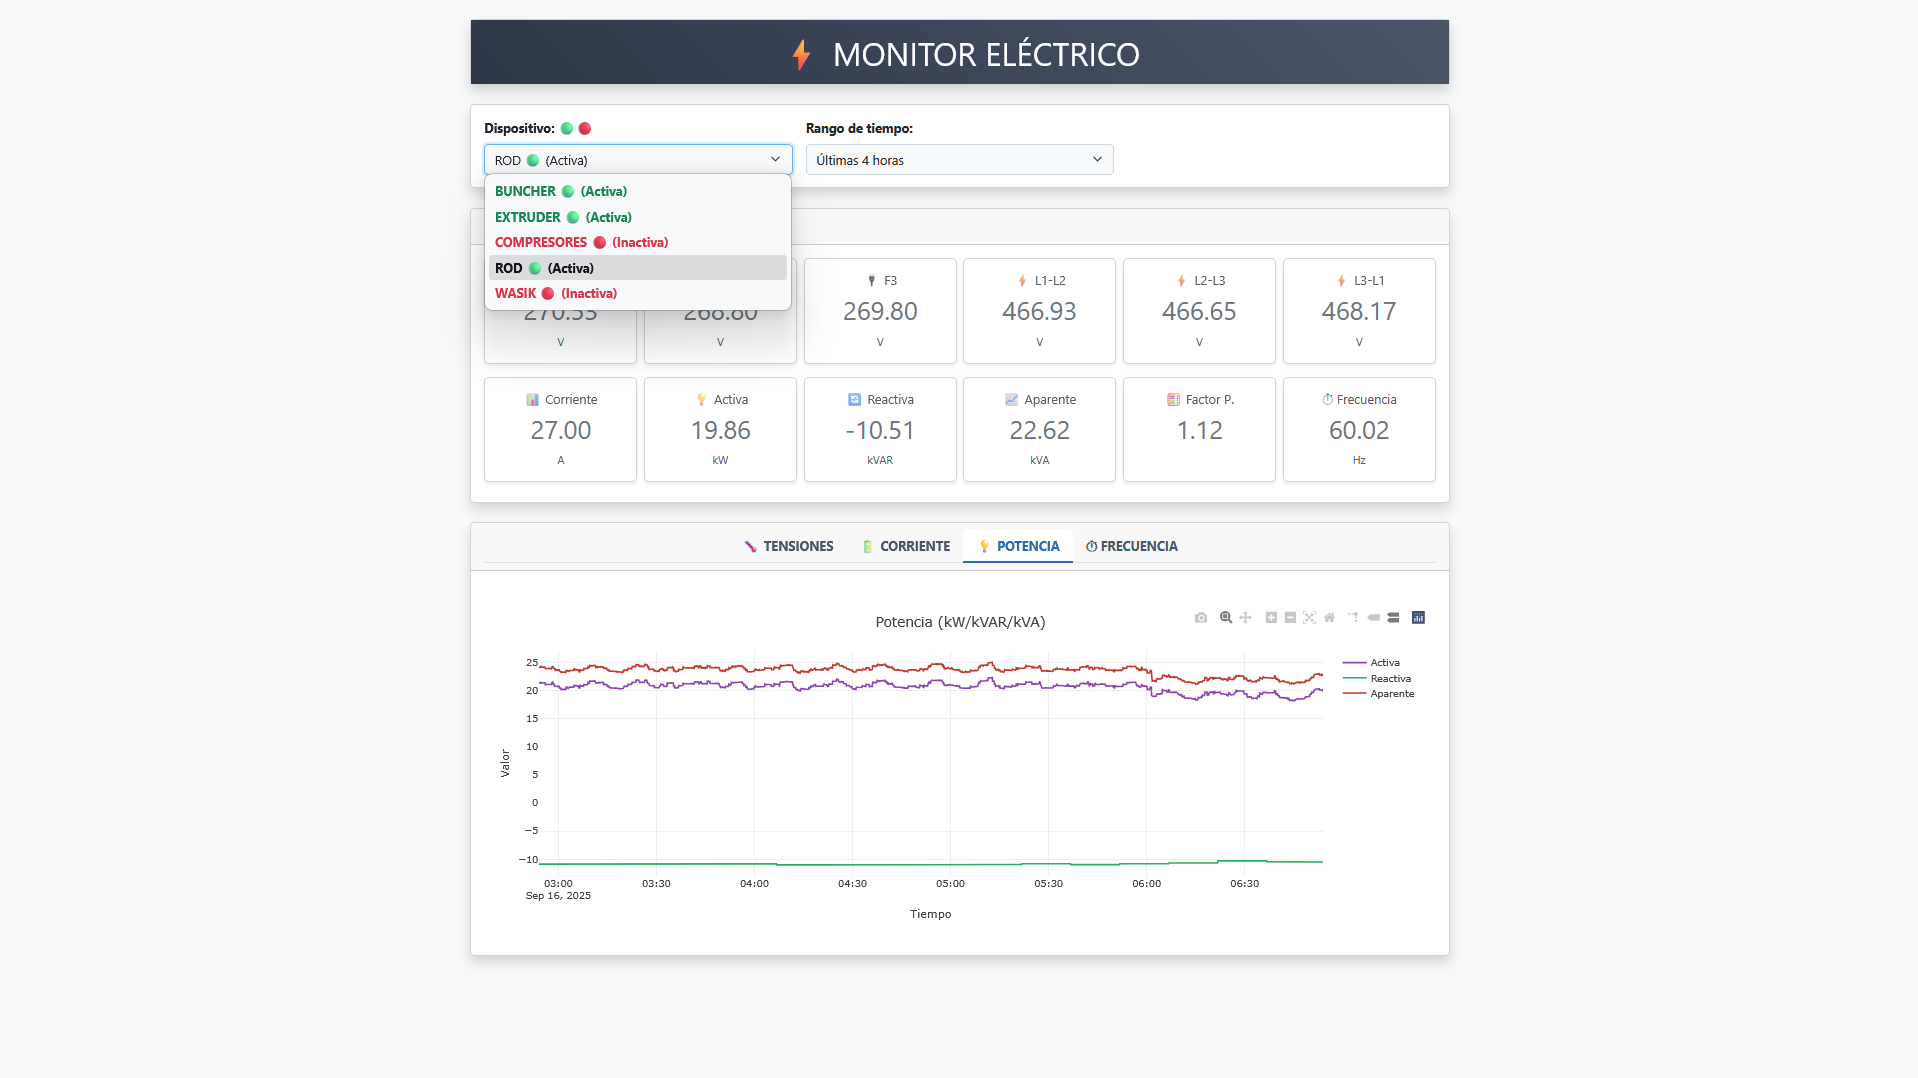 MONITOR ELÉCTRICO
Dispositivo:
Rango de tiempo:
ROD (Activa)
Últimas 4 horas
BUNCHER (Activa)
EXTRUDER (Activa)
COMPRESORES (Inactiva)
ROD (Activa)
WASIK (Inactiva)
270.53
V
268.80
V
F3
269.80
V
L1-L2
466.93
V
L2-L3
466.65
V
L3-L1
468.17
V
Corriente
27.00
A
Activa
19.86
kW
Reactiva
-10.51
kVAR
Aparente
22.62
kVA
Factor P.
1.12
Frecuencia
60.02
Hz
TENSIONES
CORRIENTE
POTENCIA
FRECUENCIA
Potencia (kW/kVAR/kVA)
25
20
15
10
5
0
−5
−10
Valor
03:00
Sep 16, 2025
03:30
04:00
04:30
05:00
05:30
06:00
06:30
Tiempo
Activa
Reactiva
Aparente